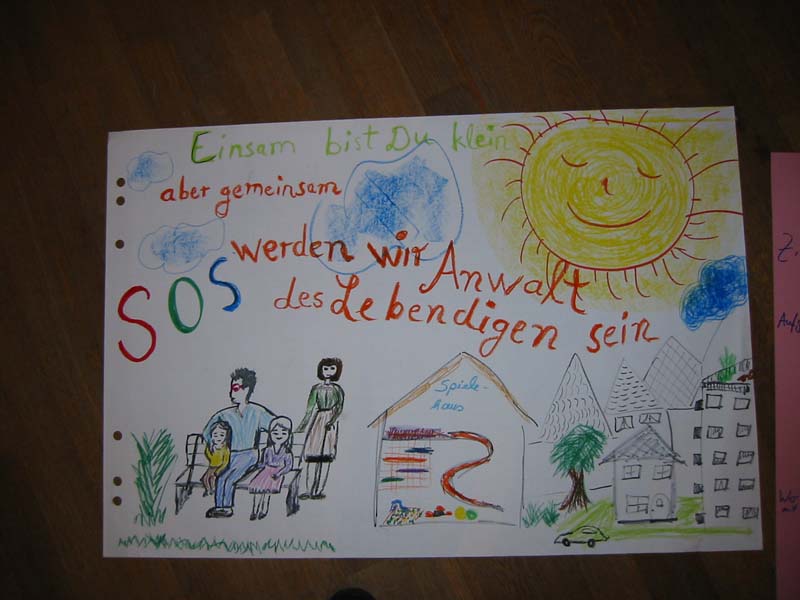 Einsam bist Du klein
aber gemeinsam
SOS werden wir Anwalt
des Lebendigen sein
Spiele-
haus
Z.